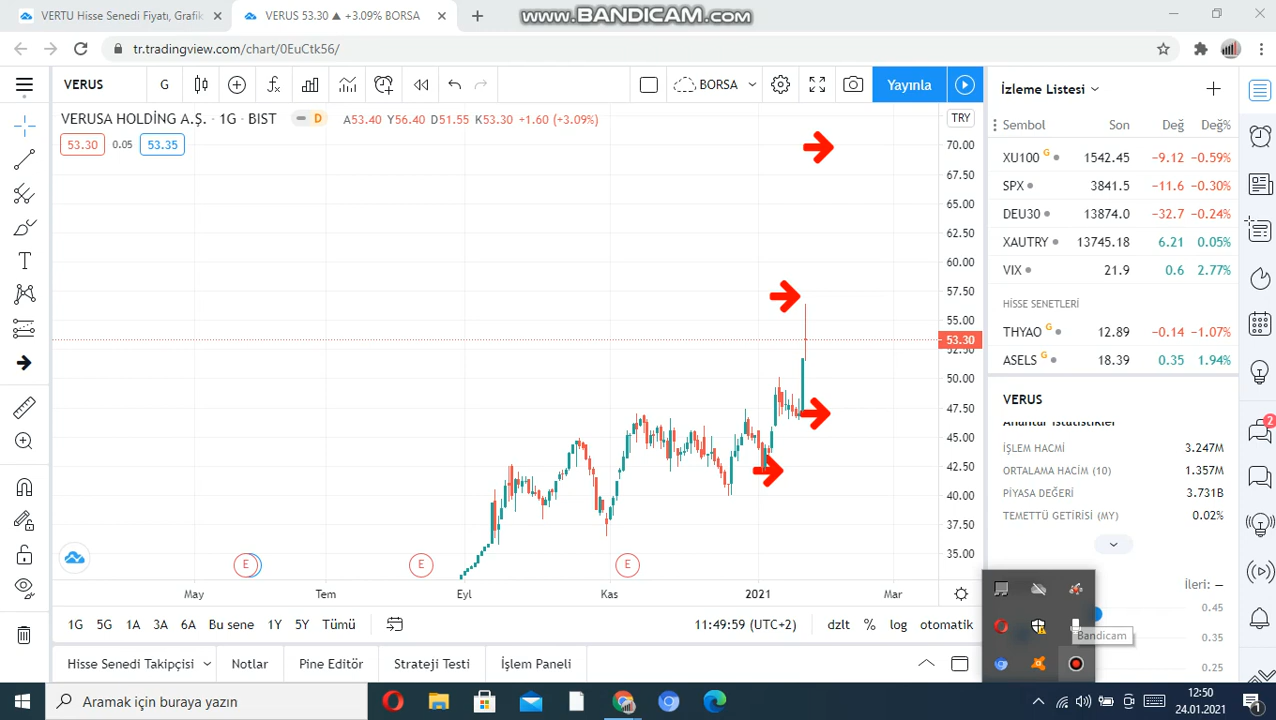 VERTU Hisse Senedi Fiyatı, Grafik
VERUS 53.30 ▲ +3.09% BORSA
www.BANDICAM.com
tr.tradingview.com/chart/0EuCtk56/
VERUS
G
BORSA
Yayınla
VERUSA HOLDİNG A.Ş. · 1G · BIST
D
A53.40 Y56.40 D51.55 K53.30 +1.60 (+3.09%)
53.30
0.05
53.35
TRY
70.00
67.50
65.00
62.50
60.00
57.50
55.00
53.30
52.50
50.00
47.50
45.00
42.50
40.00
37.50
35.00
E
E
E
May
Tem
Eyl
Kas
2021
Mar
1G
5G
1A
3A
6A
Bu sene
1Y
5Y
Tümü
11:49:59 (UTC+2)
dzlt
%
log
otomatik
Hisse Senedi Takipçisi
Notlar
Pine Editör
Strateji Testi
İşlem Paneli
İzleme Listesi
Sembol Son Değ Değ%
XU100 G 1542.45 −9.12 −0.59%
SPX 3841.5 −11.6 −0.30%
DEU30 13874.0 −32.7 −0.24%
XAUTRY 13745.18 6.21 0.05%
VIX 21.9 0.6 2.77%
HİSSE SENETLERİ
THYAO G 12.89 −0.14 −1.07%
ASELS G 18.39 0.35 1.94%
VERUS
Anahtar istatistikler
İŞLEM HACMİ 3.247M
ORTALAMA HACİM (10) 1.357M
PİYASA DEĞERİ 3.731B
TEMETTÜ GETİRİSİ (MY) 0.02%
İleri: —
0.45
0.35
0.25
Bandicam
2
Aramak için buraya yazın
12:50
24.01.2021
1